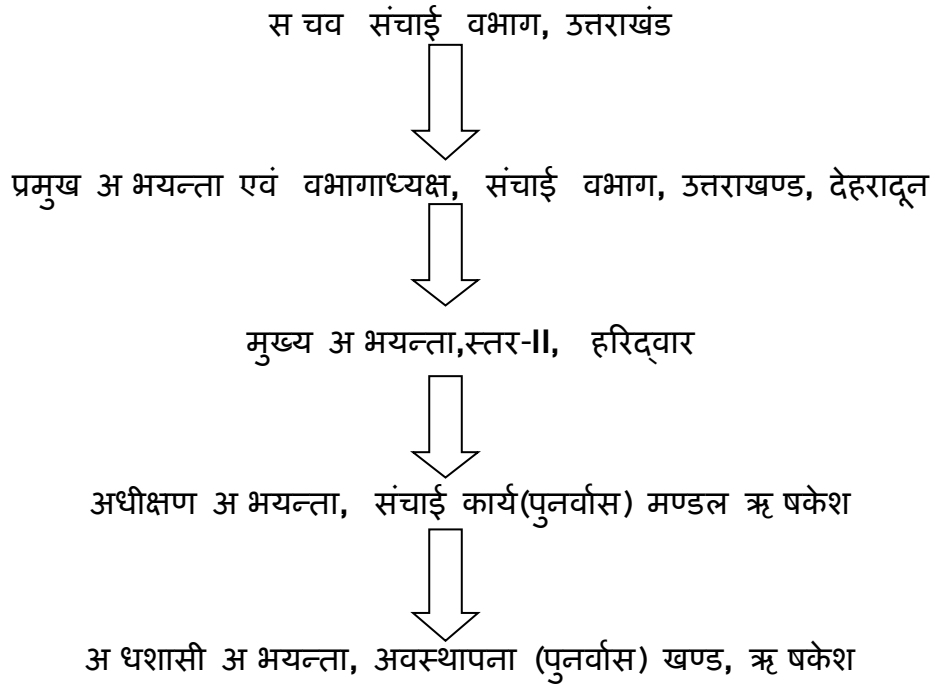 स चव संचाई वभाग, उत्तराखंड
प्रमुख अ भयन्ता एवं वभागाध्यक्ष, संचाई वभाग, उत्तराखण्ड, देहरादून
मुख्य अ भयन्ता,स्तर-II, हरिद्वार
अधीक्षण अ भयन्ता, संचाई कार्य(पुनर्वास) मण्डल ऋ षकेश
अ धशासी अ भयन्ता, अवस्थापना (पुनर्वास) खण्ड, ऋ षकेश